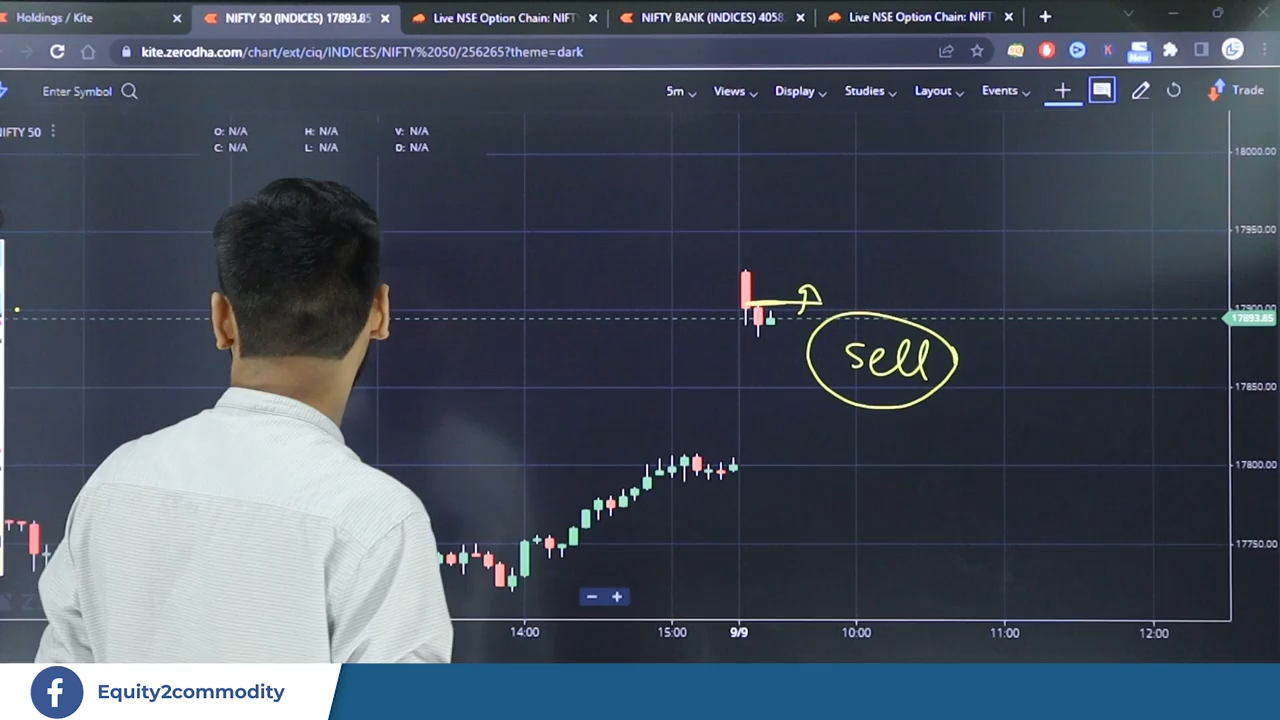 Holdings / Kite
NIFTY 50 (INDICES) 17893.85
Live NSE Option Chain: NIFT
NIFTY BANK (INDICES) 4058
Live NSE Option Chain: NIFT
kite.zerodha.com/chart/ext/ciq/INDICES/NIFTY%2050/256265?theme=dark
K
New
Enter Symbol
5m
Views
Display
Studies
Layout
Events
Trade
NIFTY 50
O: N/A
H: N/A
V: N/A
C: N/A
L: N/A
D: N/A
18000.00
17950.00
17900.00
17893.85
sell
17850.00
17800.00
17750.00
14:00
15:00
9/9
10:00
11:00
12:00
Equity2commodity